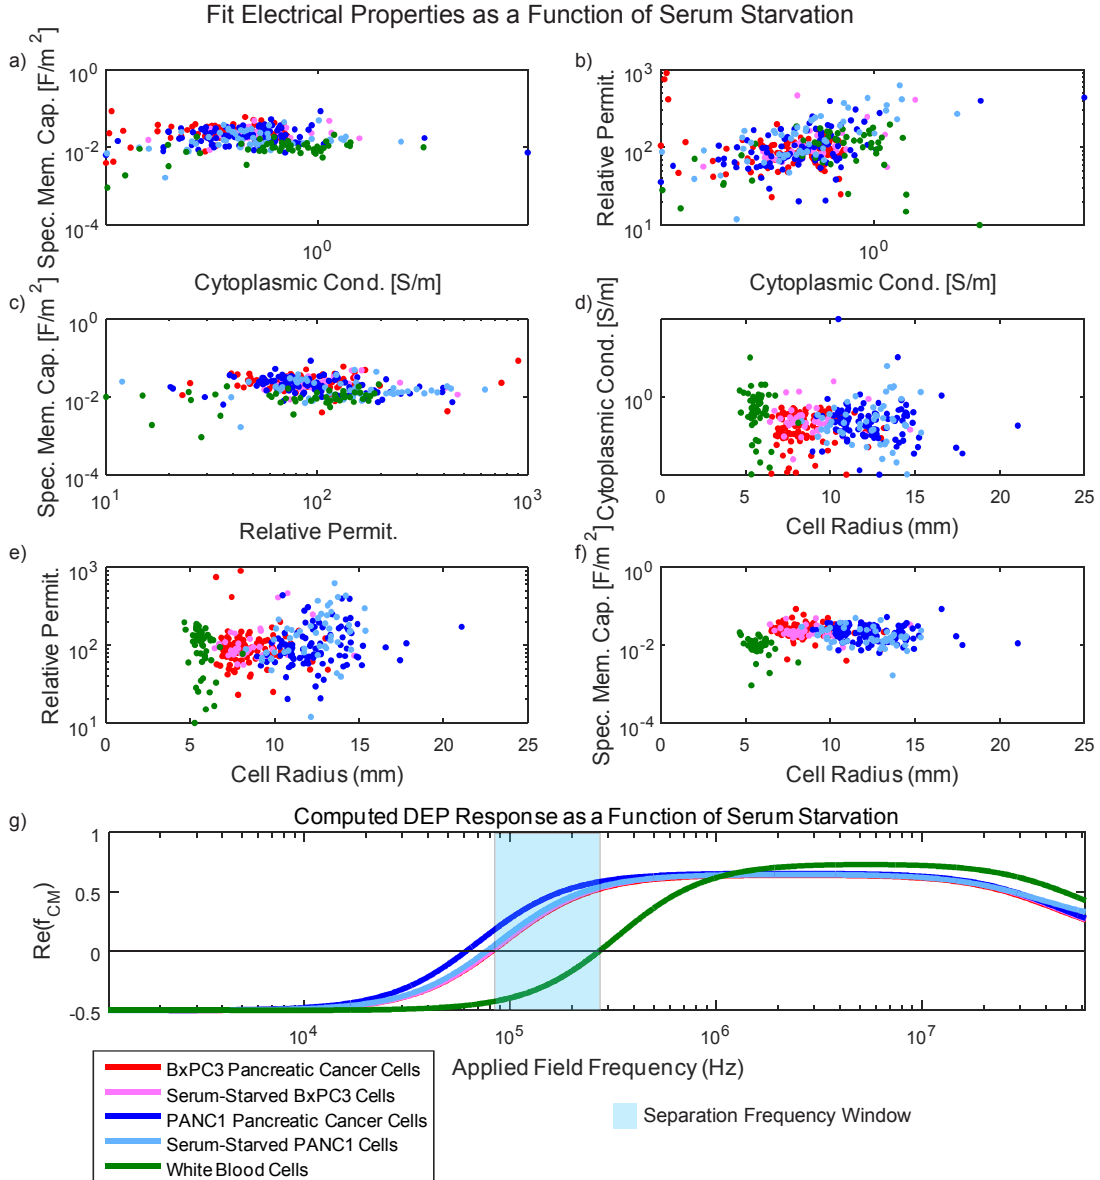 Fit Electrical Properties as a Function of Serum Starvation
a)
Spec. Mem. Cap. [F/m^2]
10^0
10^-2
10^-4
10^0
Cytoplasmic Cond. [S/m]
b)
Relative Permit.
10^3
10^2
10^1
10^0
Cytoplasmic Cond. [S/m]
c)
Spec. Mem. Cap. [F/m^2]
10^0
10^-2
10^-4
10^1
10^2
10^3
Relative Permit.
d)
Cytoplasmic Cond. [S/m]
10^0
0
5
10
15
20
25
Cell Radius (mm)
e)
Relative Permit.
10^3
10^2
10^1
0
5
10
15
20
25
Cell Radius (mm)
f)
Spec. Mem. Cap. [F/m^2]
10^0
10^-2
10^-4
0
5
10
15
20
25
Cell Radius (mm)
g)
Computed DEP Response as a Function of Serum Starvation
Re(f_CM)
1
0.5
0
-0.5
10^4
10^5
10^6
10^7
Applied Field Frequency (Hz)
BxPC3 Pancreatic Cancer Cells
Serum-Starved BxPC3 Cells
PANC1 Pancreatic Cancer Cells
Serum-Starved PANC1 Cells
White Blood Cells
Separation Frequency Window